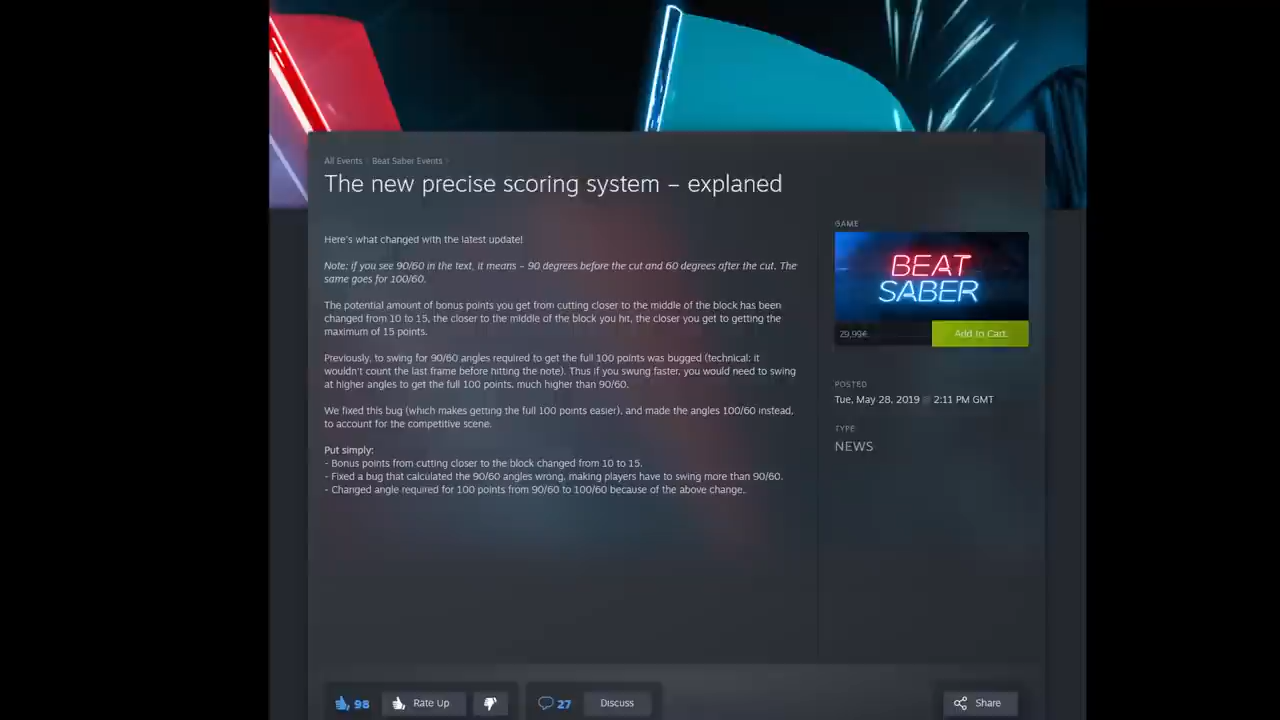 All Events Beat Saber Events
The new precise scoring system – explaned
Here's what changed with the latest update!
Note: if you see 90/60 in the text, it means – 90 degrees before the cut and 60 degrees after the cut. The
same goes for 100/60.
The potential amount of bonus points you get from cutting closer to the middle of the block has been
changed from 10 to 15, the closer to the middle of the block you hit, the closer you get to getting the
maximum of 15 points.
Previously, to swing for 90/60 angles required to get the full 100 points was bugged (technical: it
wouldn't count the last frame before hitting the note). Thus if you swung faster, you would need to swing
at higher angles to get the full 100 points, much higher than 90/60.
We fixed this bug (which makes getting the full 100 points easier), and made the angles 100/60 instead,
to account for the competitive scene.
Put simply:
- Bonus points from cutting closer to the block changed from 10 to 15.
- Fixed a bug that calculated the 90/60 angles wrong, making players have to swing more than 90/60.
- Changed angle required for 100 points from 90/60 to 100/60 because of the above change..
GAME
BEAT
SABER
29,99€ Add to Cart
POSTED
Tue, May 28, 2019 2:11 PM GMT
TYPE
NEWS
98 Rate Up 27 Discuss Share